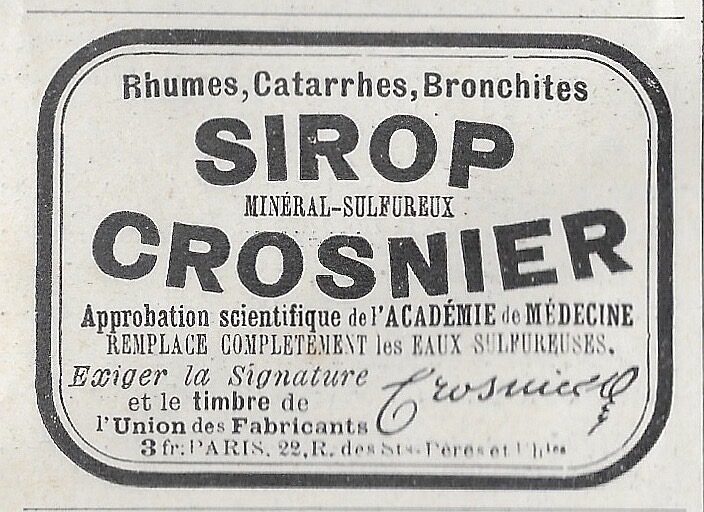 Rhumes, Catarrhes, Bronchites
SIROP
MINÉRAL-SULFUREUX
CROSNIER
Approbation scientifique de l'ACADÉMIE de MÉDECINE
REMPLACE COMPLETEMENT les EAUX SULFUREUSES.
Exiger la Signature
et le timbre de
l'Union des Fabricants
Crosnier
3 fr. PARIS, 22, R. des Sts-Pères et Phies